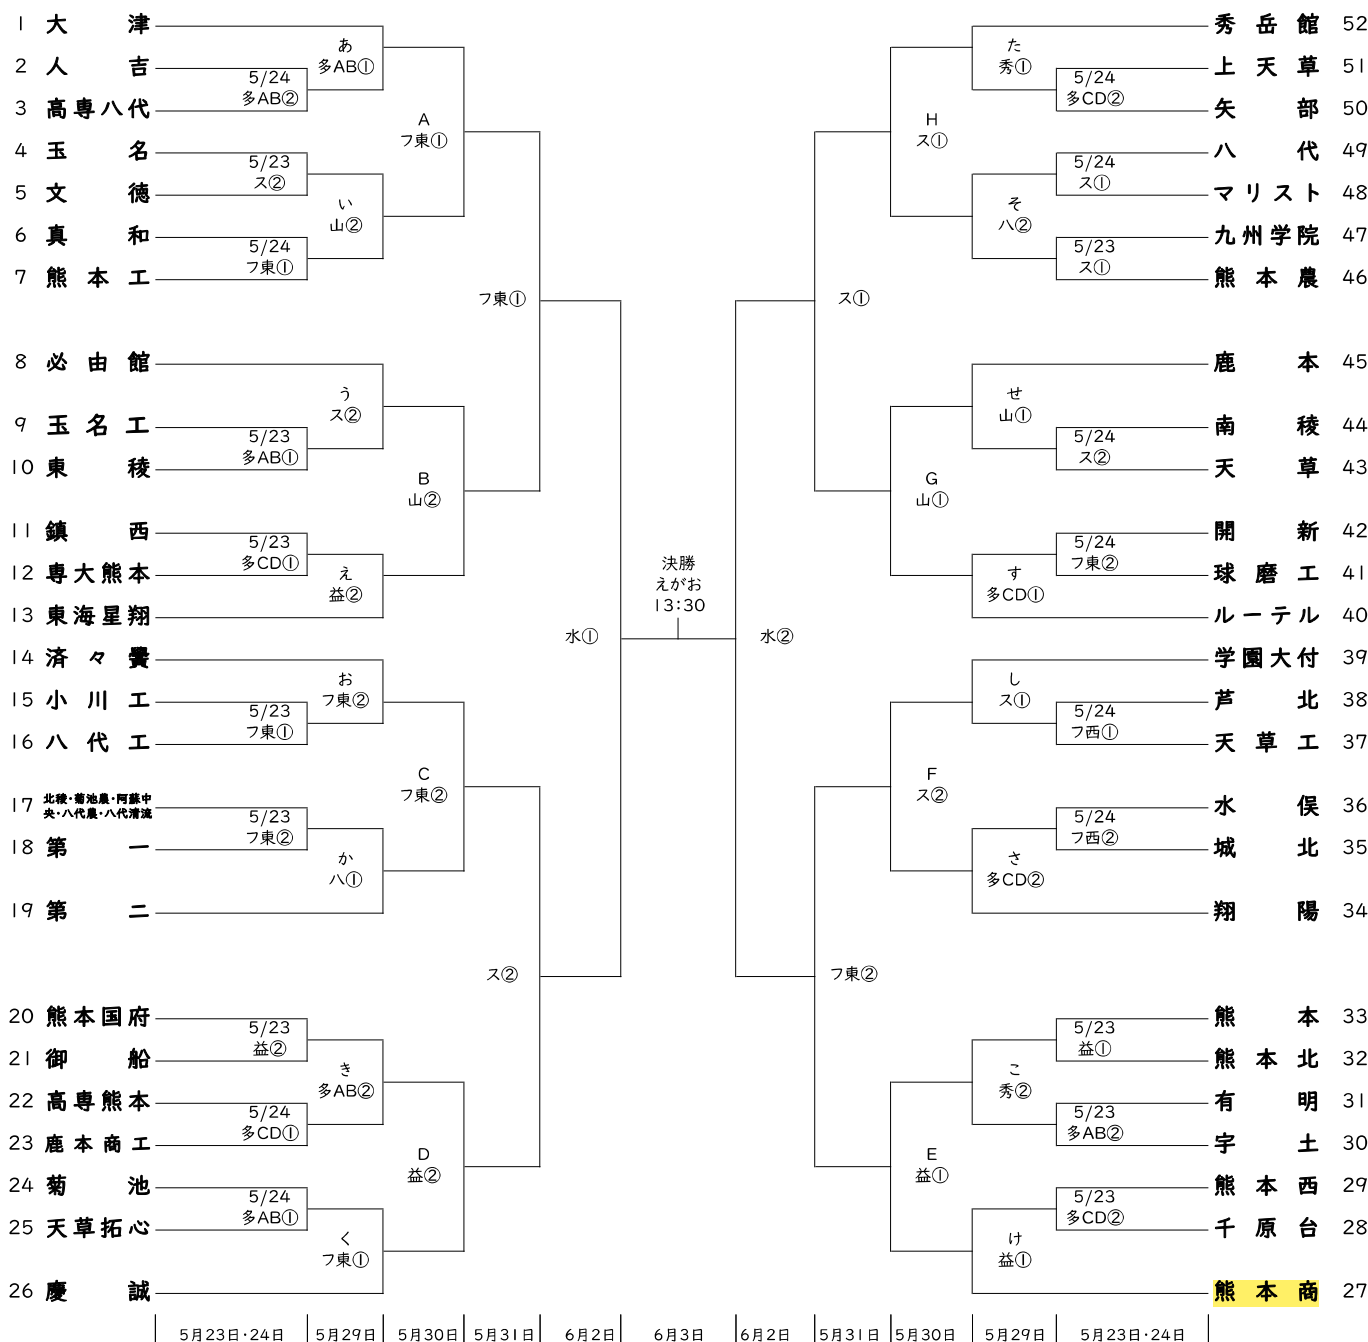 1 大津
2 人吉
3 高専八代
4 玉名
5 文徳
6 真和
7 熊本工
8 必由館
9 玉名工
10 東稜
11 鎮西
12 専大熊本
13 東海星翔
14 済々黌
15 小川工
16 八代工
17 北稜・菊池農・阿蘇中
央・八代農・八代清流
18 第一
19 第二
20 熊本国府
21 御船
22 高専熊本
23 鹿本商工
24 菊池
25 天草拓心
26 慶誠
5/24
多AB②
5/23
ス②
5/24
フ東①
5/23
多AB①
5/23
多CD①
5/23
フ東①
5/23
フ東②
5/23
益②
5/24
多CD①
5/24
多AB①
あ
多AB①
い
山②
う
ス②
え
益②
お
フ東②
か
八①
き
多AB②
く
フ東①
A
フ東①
B
山②
C
フ東②
D
益②
フ東①
ス②
水①
決勝
えがお
13:30
水②
ス①
フ東②
H
ス①
G
山①
F
ス②
E
益①
た
秀①
そ
八②
せ
山①
す
多CD①
し
ス①
さ
多CD②
こ
秀②
け
益①
5/24
多CD②
5/24
ス①
5/23
ス①
5/24
ス②
5/24
フ東②
5/24
フ西①
5/24
フ西②
5/23
益①
5/23
多AB②
5/23
多CD②
秀岳館 52
上天草 51
矢部 50
八代 49
マリスト 48
九州学院 47
熊本農 46
鹿本 45
南稜 44
天草 43
開新 42
球磨工 41
ルーテル 40
学園大付 39
芦北 38
天草工 37
水俣 36
城北 35
翔陽 34
熊本 33
熊本北 32
有明 31
宇土 30
熊本西 29
千原台 28
熊本商 27
5月23日・24日 5月29日 5月30日 5月31日 6月2日 6月3日 6月2日 5月31日 5月30日 5月29日 5月23日・24日